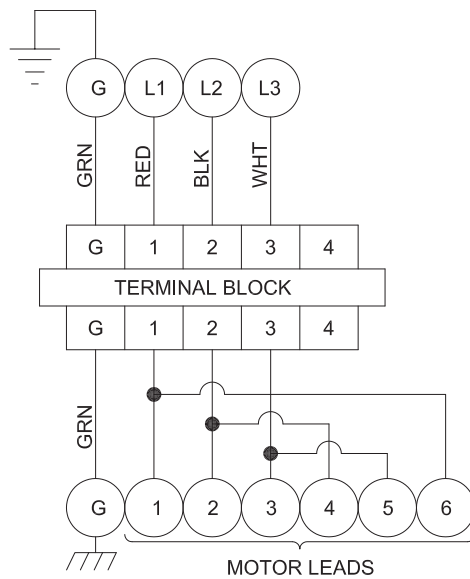 G L1 L2 L3
GRN RED BLK WHT
G 1 2 3 4
TERMINAL BLOCK
G 1 2 3 4
GRN
G 1 2 3 4 5 6
MOTOR LEADS